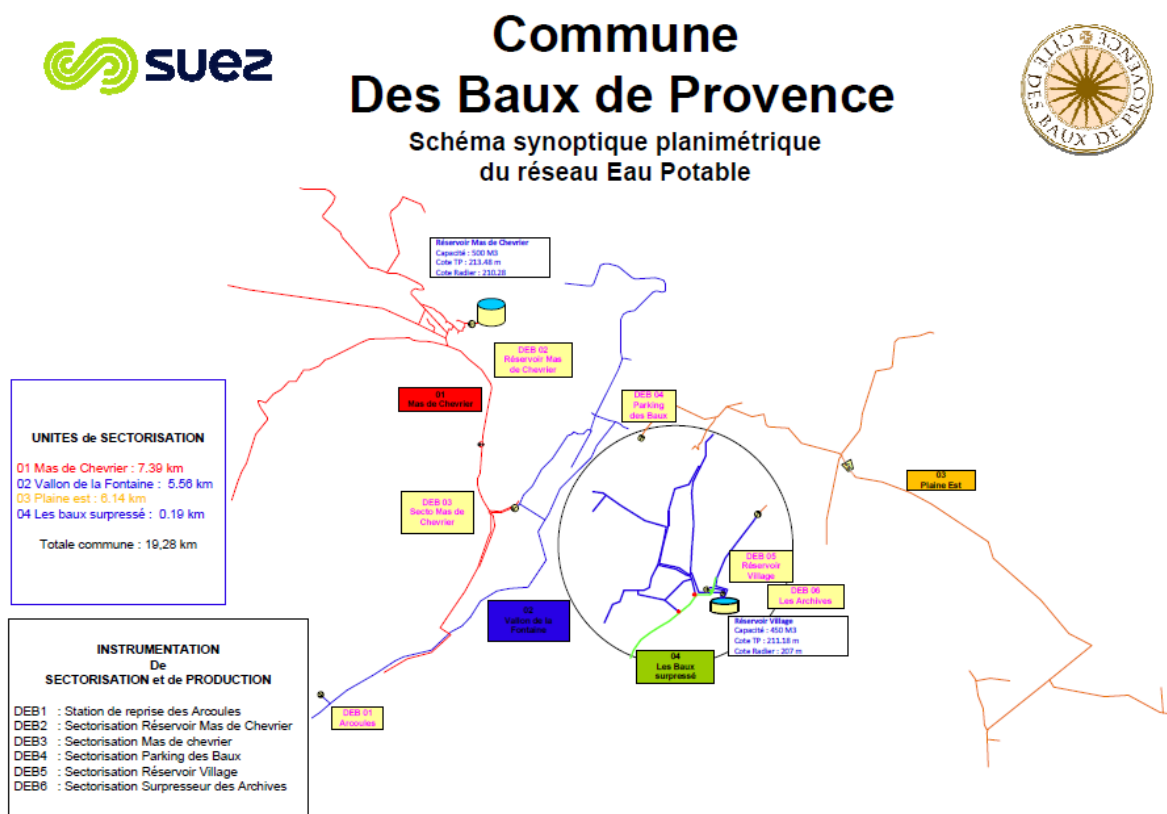 suez
Commune
Des Baux de Provence
Schéma synoptique planimétrique
du réseau Eau Potable
CITÉ DES BAUX DE PROVENCE
Réservoir Mas de Chevrier
Capacité : 500 M3
Cote TP : 213.48 m
Cote Radier : 210.28
DEB 02
Réservoir Mas
de Chevrier
01
Mas de Chevrier
DEB 04
Parking
des Baux
UNITES de SECTORISATION
01 Mas de Chevrier : 7.39 km
02 Vallon de la Fontaine : 5.56 km
03 Plaine est : 6.14 km
04 Les baux surpressé : 0.19 km
Totale commune : 19,28 km
03
Plaine Est
DEB 03
Secto Mas de
Chevrier
DEB 05
Réservoir
Village
DEB 06
Les Archives
02
Vallon de la
Fontaine
Réservoir Village
Capacité : 450 M3
Cote TP : 211.18 m
Cote Radier : 207 m
04
Les Baux
surpressé
INSTRUMENTATION
De
SECTORISATION et de PRODUCTION
DEB1 : Station de reprise des Arcoules
DEB2 : Sectorisation Réservoir Mas de Chevrier
DEB3 : Sectorisation Mas de chevrier
DEB4 : Sectorisation Parking des Baux
DEB5 : Sectorisation Réservoir Village
DEB6 : Sectorisation Surpresseur des Archives
DEB 01
Arcoules